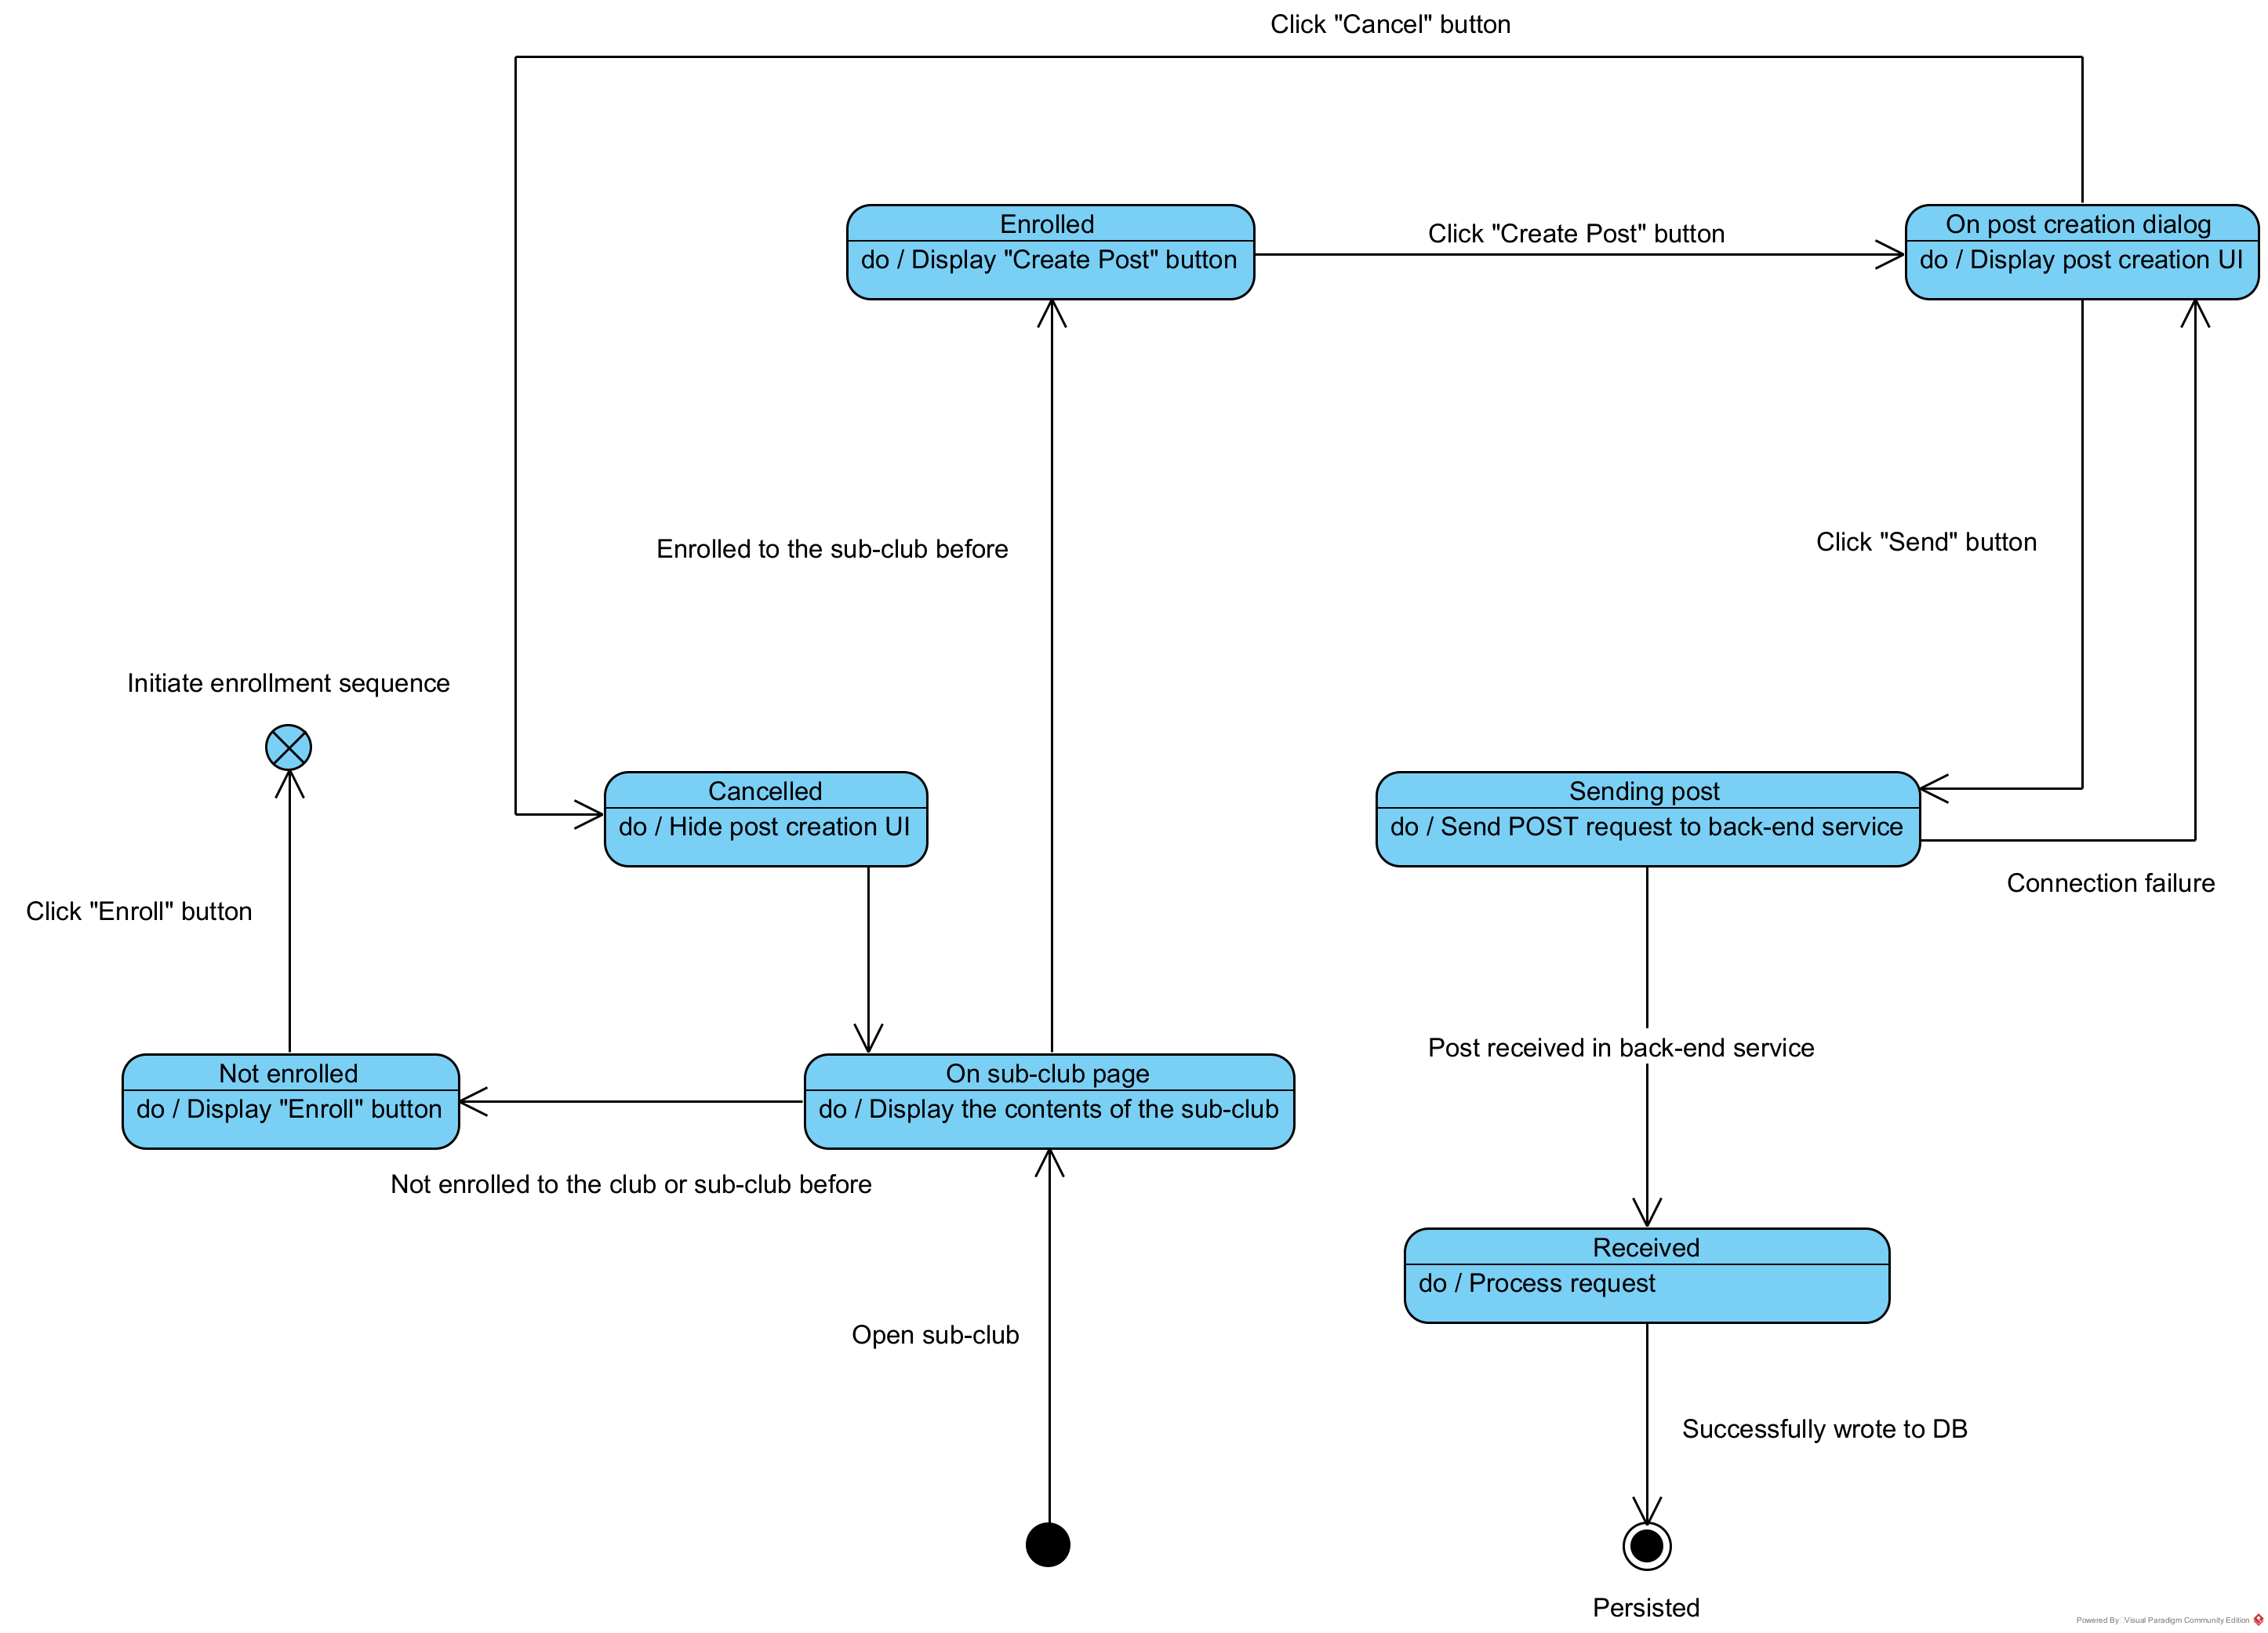 Click "Cancel" button
Enrolled
do / Display "Create Post" button
Click "Create Post" button
On post creation dialog
do / Display post creation UI
Enrolled to the sub-club before
Click "Send" button
Initiate enrollment sequence
Cancelled
do / Hide post creation UI
Sending post
do / Send POST request to back-end service
Connection failure
Click "Enroll" button
Post received in back-end service
Not enrolled
do / Display "Enroll" button
On sub-club page
do / Display the contents of the sub-club
Not enrolled to the club or sub-club before
Received
do / Process request
Open sub-club
Successfully wrote to DB
Persisted
Powered By Visual Paradigm Community Edition